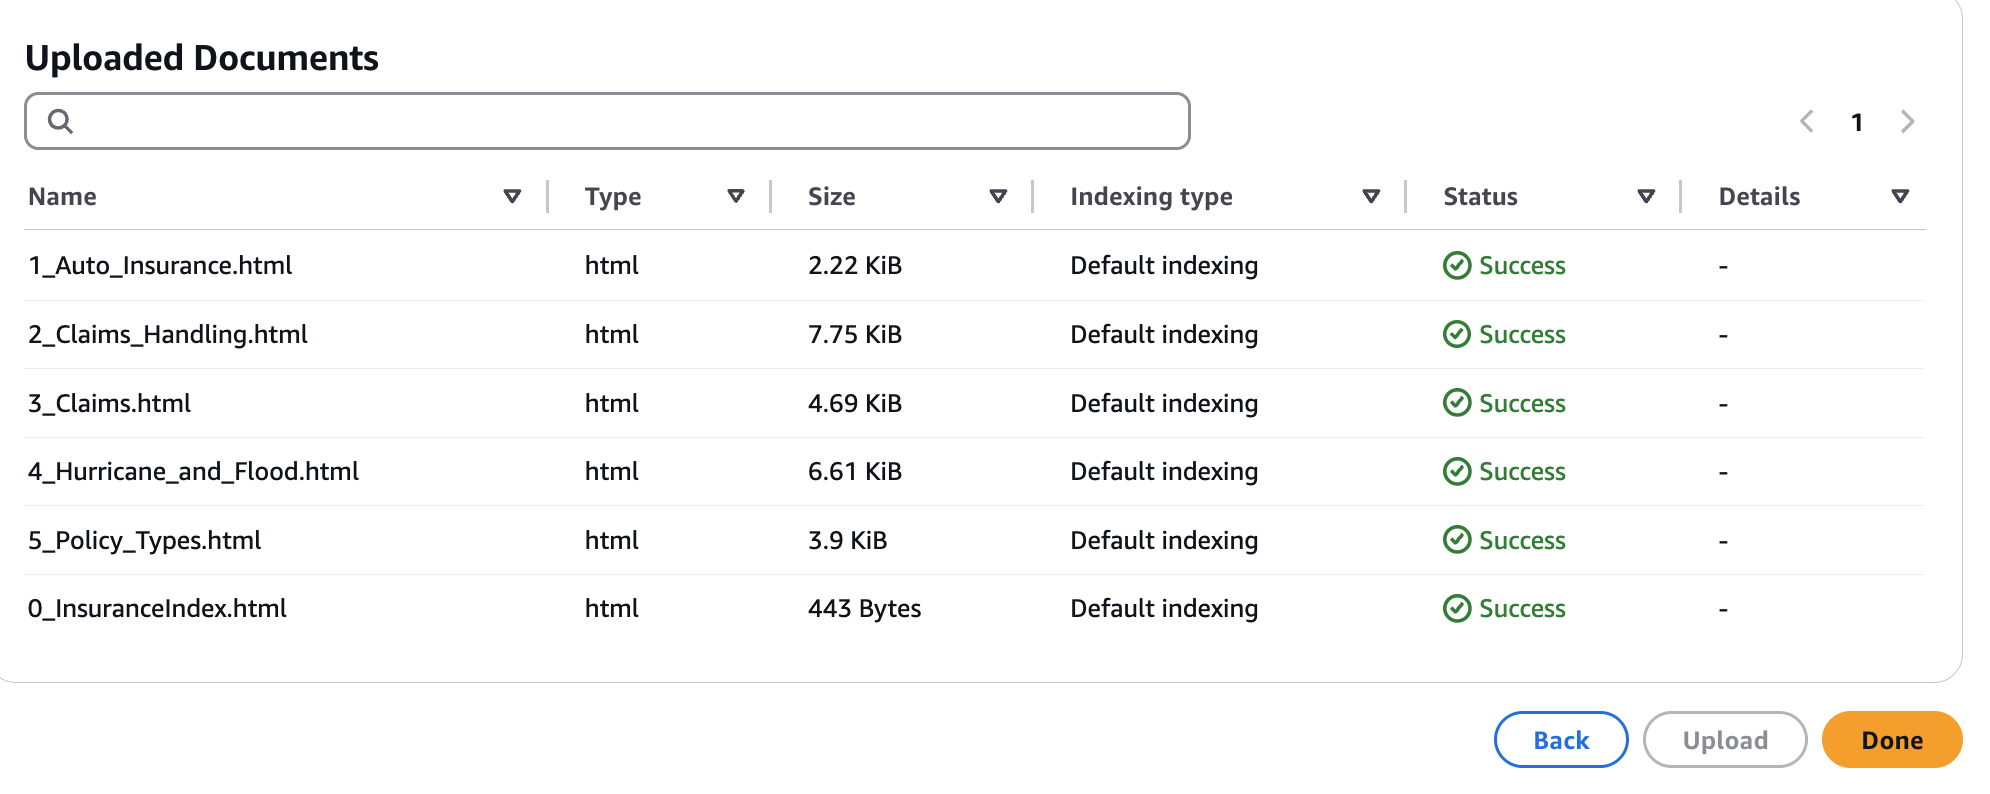 Uploaded Documents
1
Name Type Size Indexing type Status Details
1_Auto_Insurance.html html 2.22 KiB Default indexing Success -
2_Claims_Handling.html html 7.75 KiB Default indexing Success -
3_Claims.html html 4.69 KiB Default indexing Success -
4_Hurricane_and_Flood.html html 6.61 KiB Default indexing Success -
5_Policy_Types.html html 3.9 KiB Default indexing Success -
0_InsuranceIndex.html html 443 Bytes Default indexing Success -
Back Upload Done